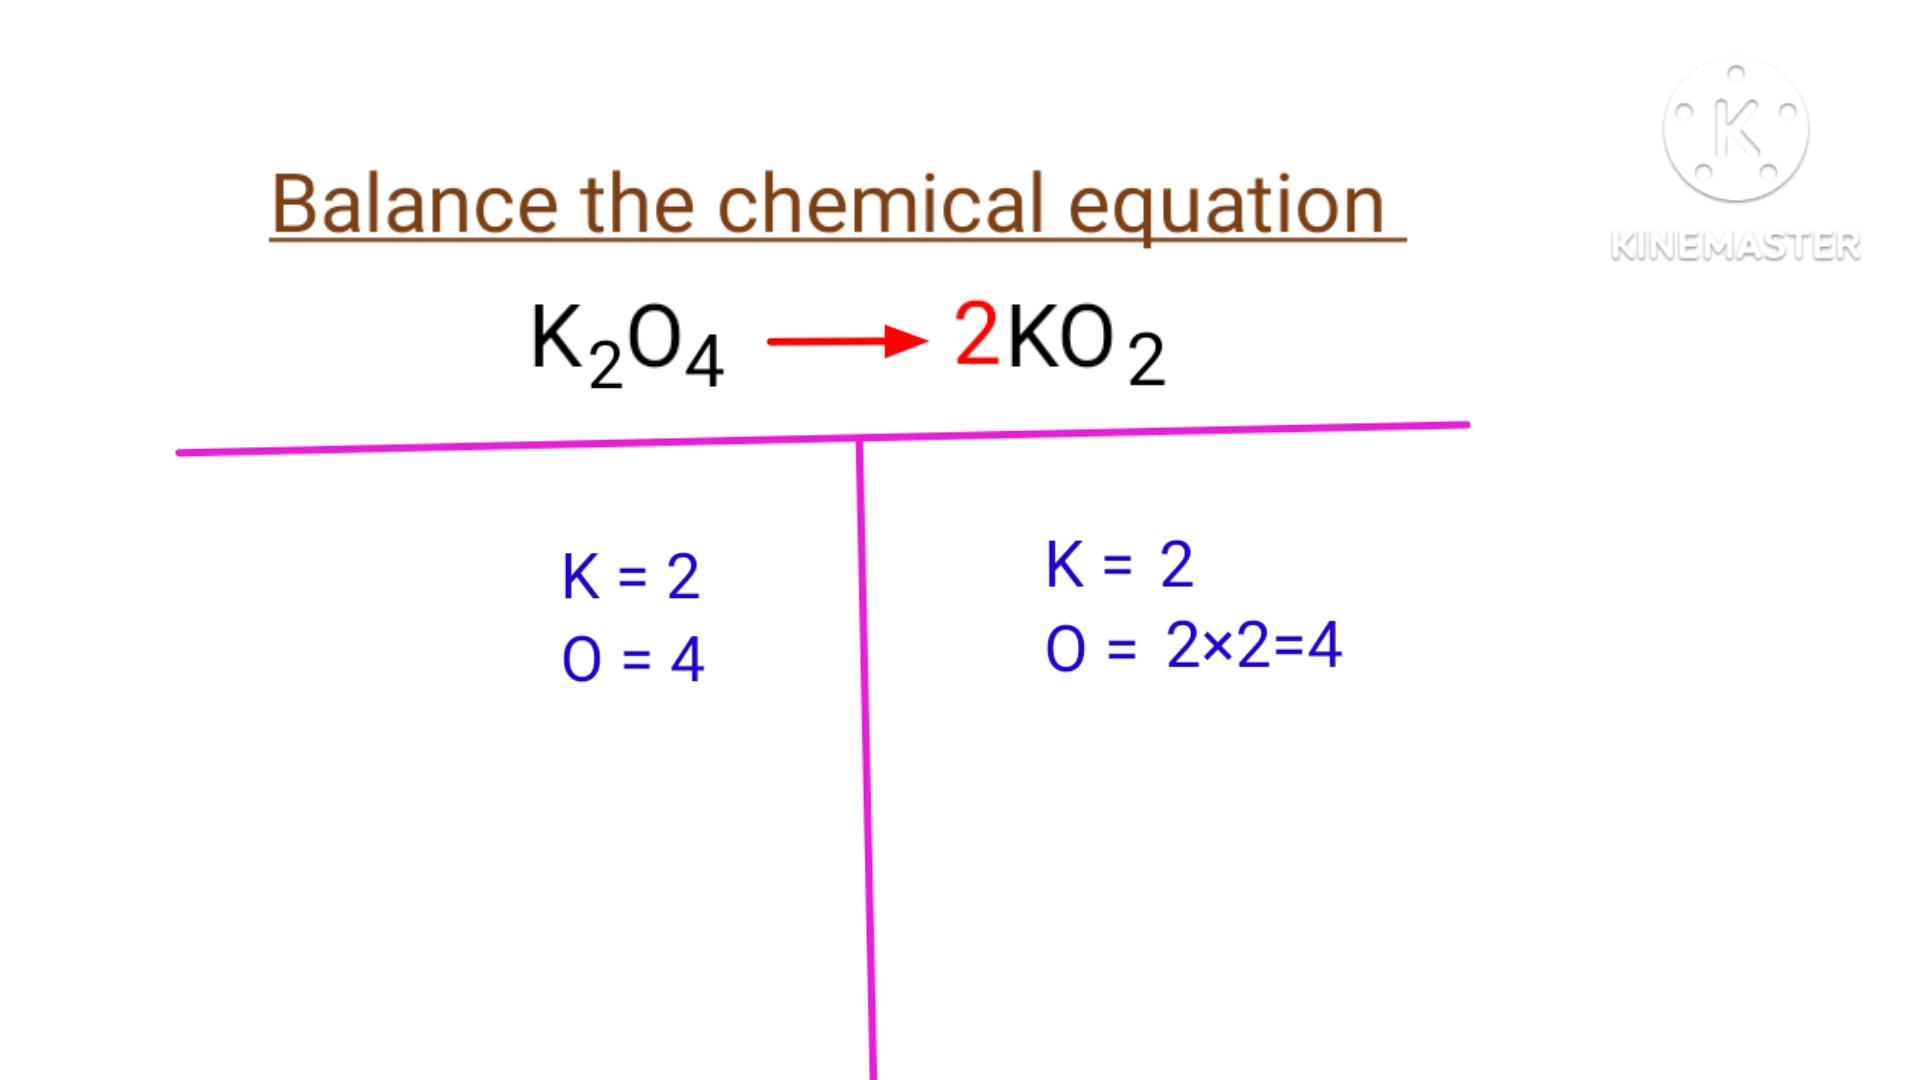 K
KINEMASTER
Balance the chemical equation
K₂O₄ → 2KO₂
K = 2
O = 4
K = 2
O = 2×2=4